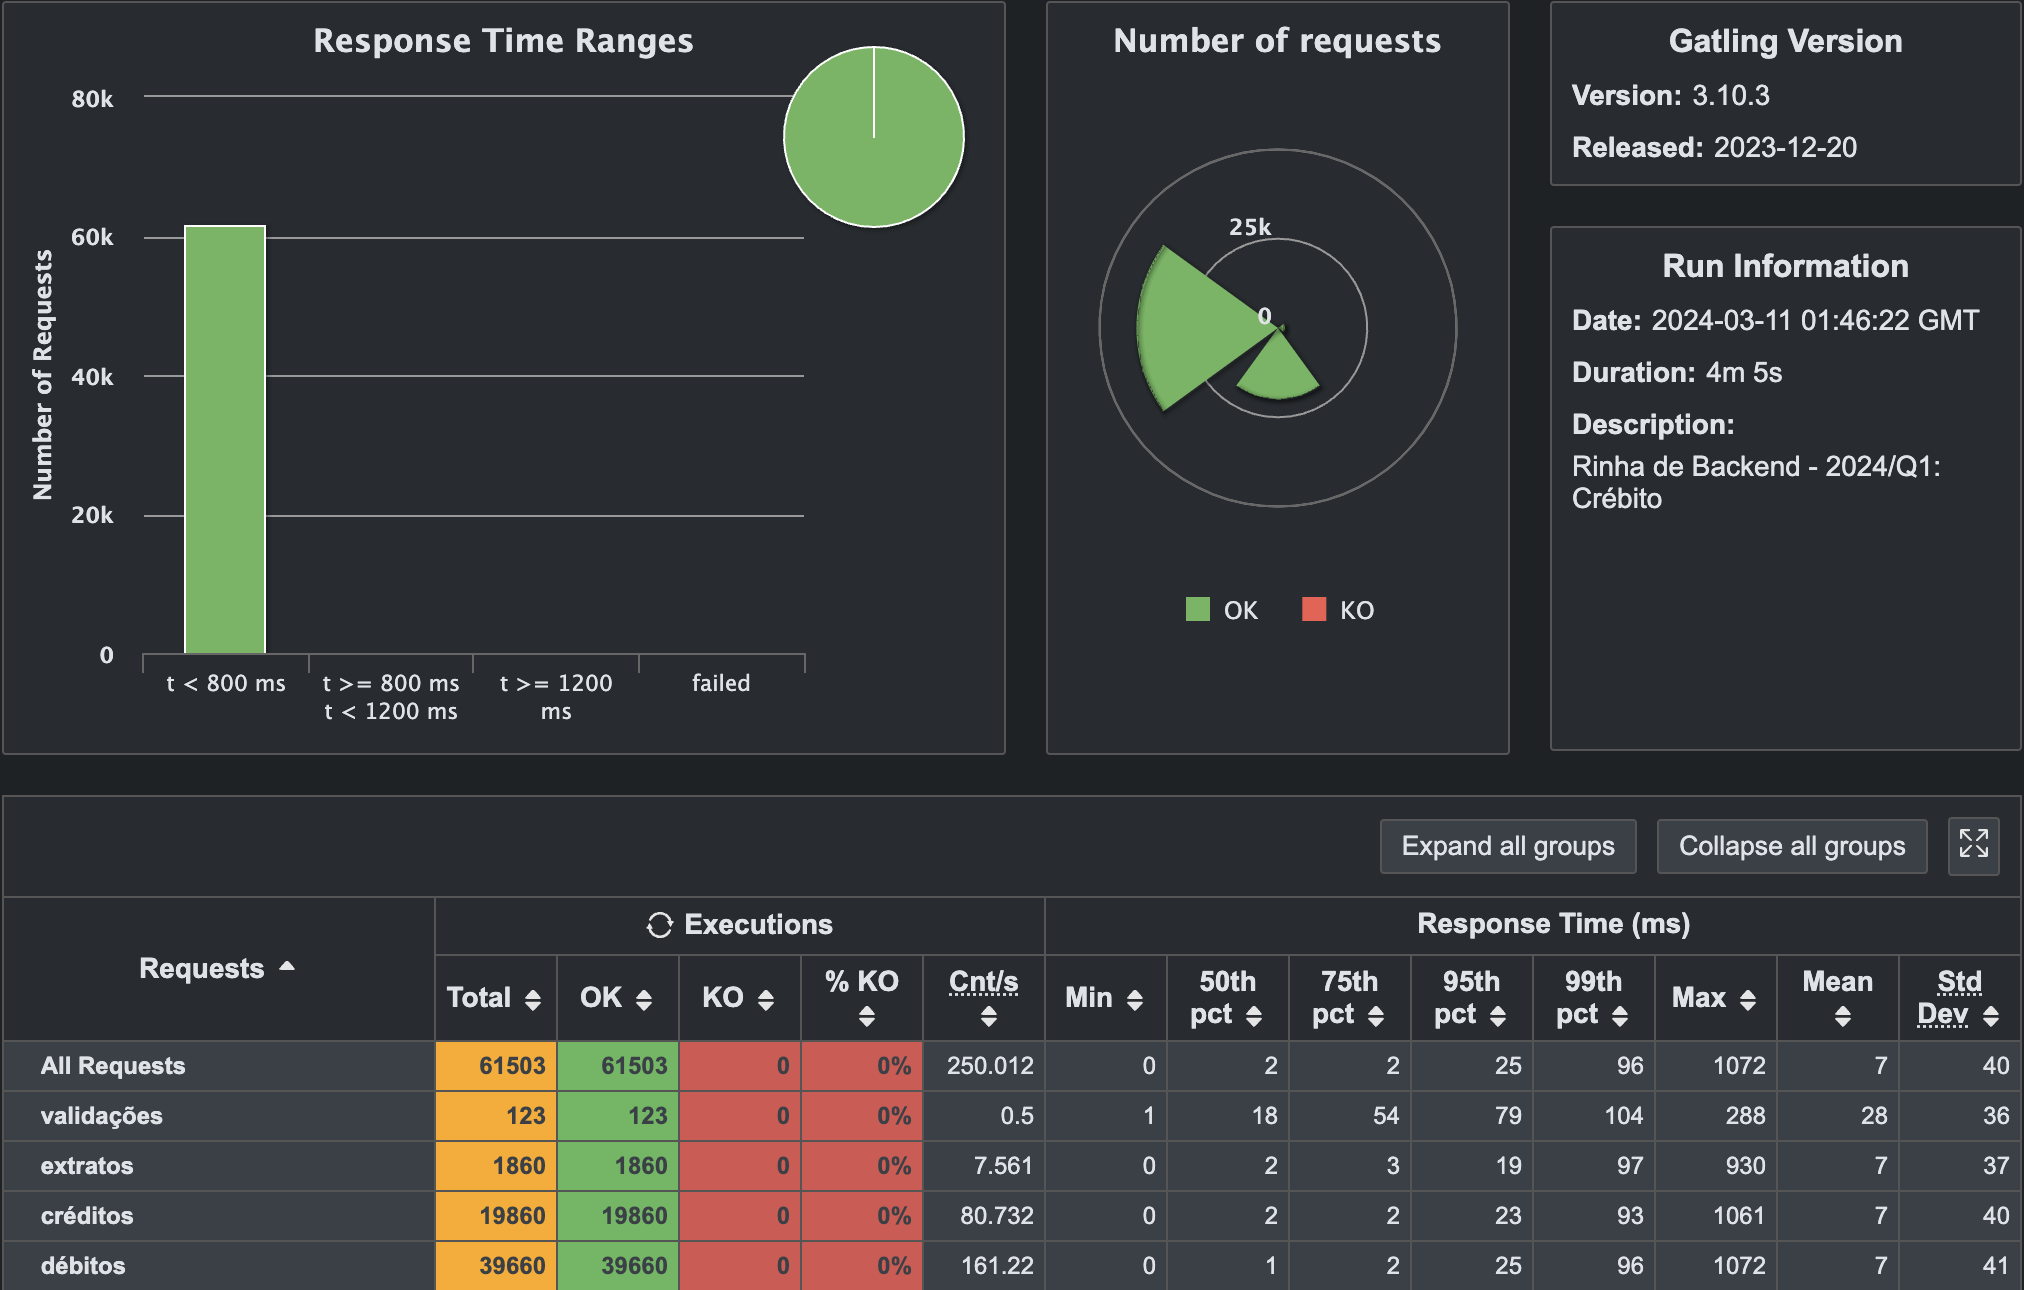 Response Time Ranges
80k
60k
40k
20k
0
Number of Requests
t < 800 ms
t >= 800 ms
t < 1200 ms
t >= 1200
ms
failed
Number of requests
25k
0
OK
KO
Gatling Version
Version: 3.10.3
Released: 2023-12-20
Run Information
Date: 2024-03-11 01:46:22 GMT
Duration: 4m 5s
Description:
Rinha de Backend - 2024/Q1:
Crébito
Expand all groups
Collapse all groups
Requests
Executions
Response Time (ms)
Total
OK
KO
% KO
Cnt/s
Min
50th
pct
75th
pct
95th
pct
99th
pct
Max
Mean
Std
Dev
All Requests 61503 61503 0 0% 250.012 0 2 2 25 96 1072 7 40
validações 123 123 0 0% 0.5 1 18 54 79 104 288 28 36
extratos 1860 1860 0 0% 7.561 0 2 3 19 97 930 7 37
créditos 19860 19860 0 0% 80.732 0 2 2 23 93 1061 7 40
débitos 39660 39660 0 0% 161.22 0 1 2 25 96 1072 7 41